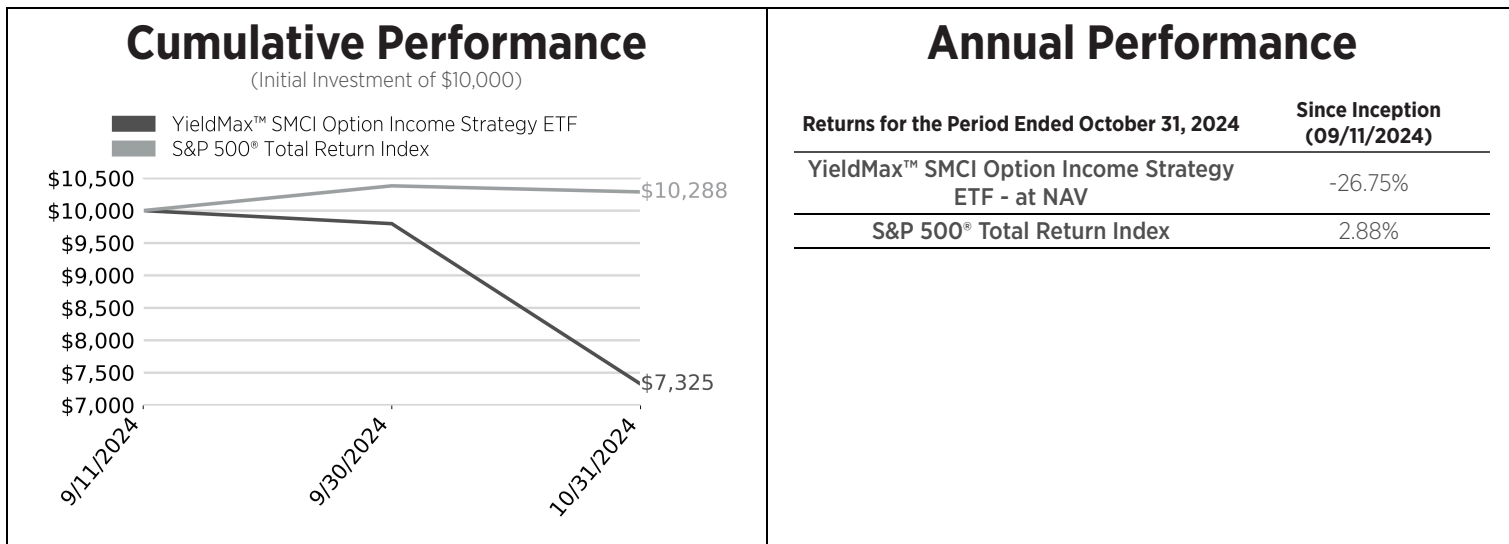 Cumulative Performance
(Initial Investment of $10,000)
YieldMax™ SMCI Option Income Strategy ETF
S&P 500® Total Return Index
$10,500
$10,000
$9,500
$9,000
$8,500
$8,000
$7,500
$7,000
$10,288
$7,325
9/11/2024
9/30/2024
10/31/2024
Annual Performance
Returns for the Period Ended October 31, 2024
Since Inception
(09/11/2024)
YieldMax™ SMCI Option Income Strategy
ETF - at NAV
-26.75%
S&P 500® Total Return Index
2.88%